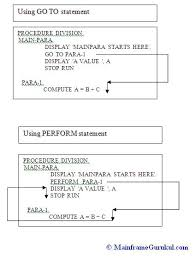 Using GO TO statement
PROCEDURE DIVISION.
MAIN-PARA.
DISPLAY 'MAINPARA STARTS HERE.
GO TO PARA-1
DISPLAY 'A VALUE ', A
STOP RUN
PARA-1.
COMPUTE A = B + C
Using PERFORM statement
PROCEDURE DIVISION.
MAIN-PARA.
DISPLAY 'MAINPARA STARTS HERE.
PERFORM PARA-1
DISPLAY 'A VALUE ', A
STOP RUN
PARA-1.
COMPUTE A = B + C
© MainframeGurukul.com